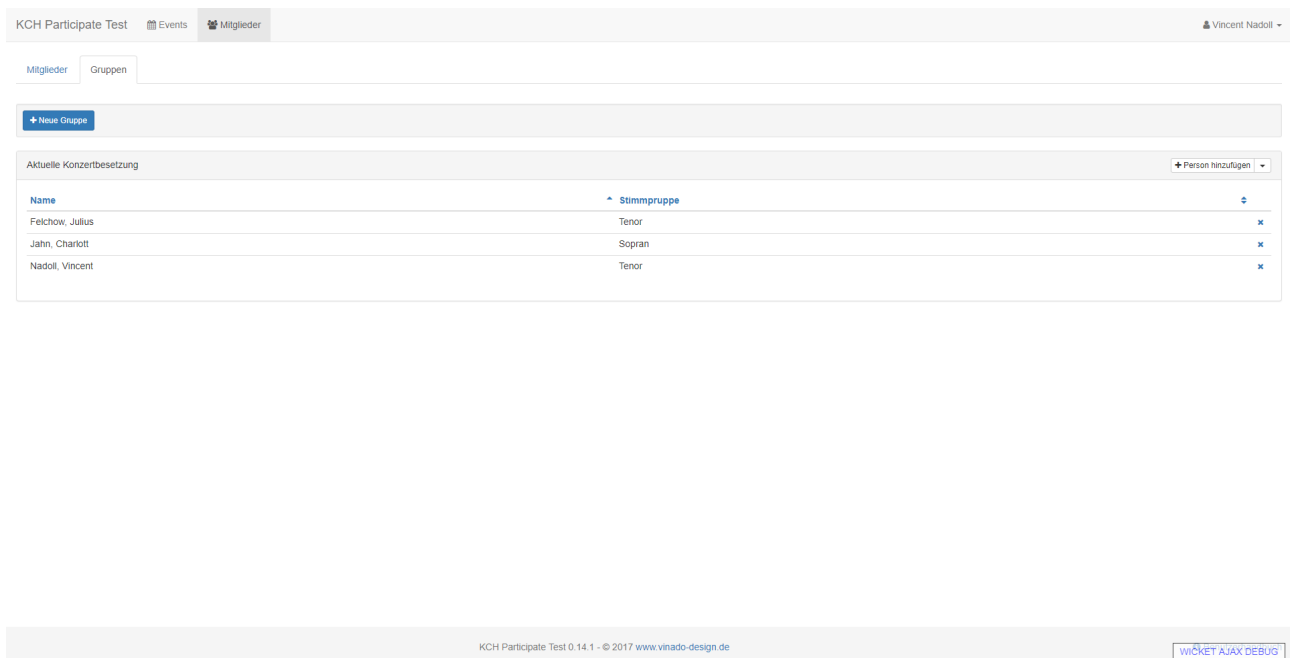 KCH Participate Test Events Mitglieder Vincent Nadoll
Mitglieder Gruppen
Neue Gruppe
Aktuelle Konzertbesetzung Person hinzufügen
Name Stimmpruppe
Felchow, Julius Tenor
Jahn, Charlott Sopran
Nadoll, Vincent Tenor
KCH Participate Test 0.14.1 - © 2017 www.vinado-design.de
WICKET AJAX DEBUG